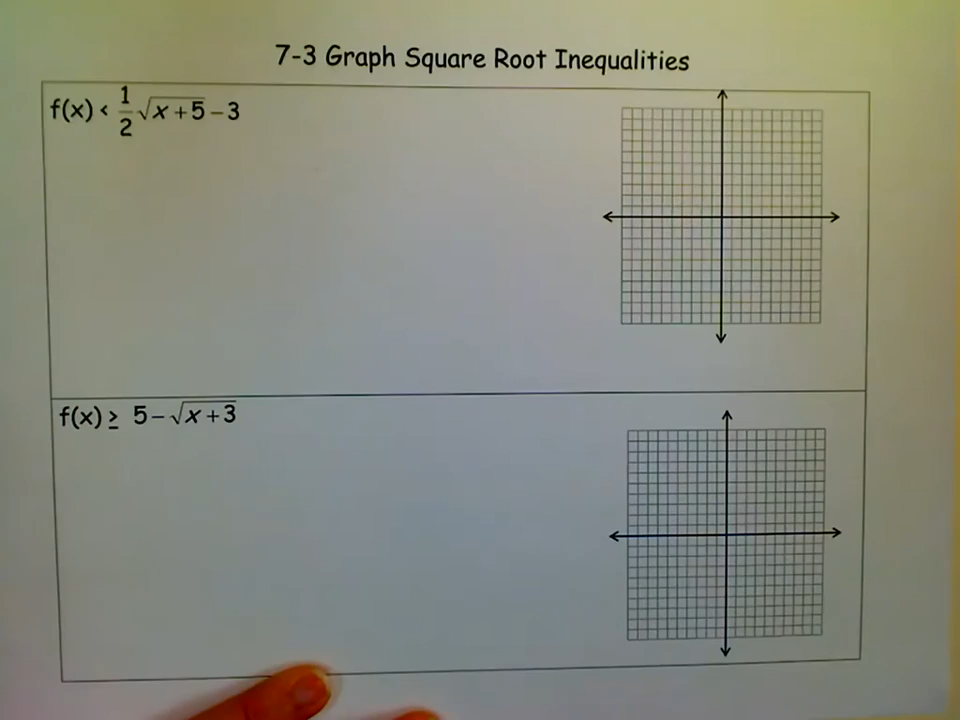 7-3 Graph Square Root Inequalities
f(x) < 1/2 √x + 5 − 3
f(x) ≥ 5 − √x + 3